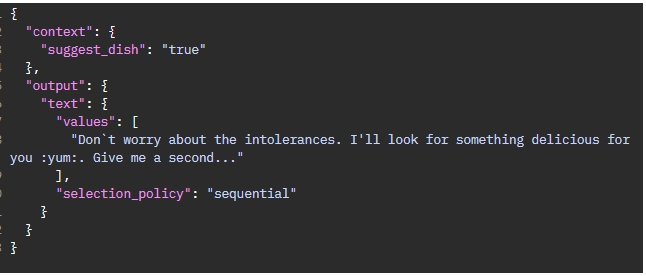 {
  "context": {
    "suggest_dish": "true"
  },
  "output": {
    "text": {
      "values": [
        "Don`t worry about the intolerances. I'll look for something delicious for
you :yum:. Give me a second..."
      ],
      "selection_policy": "sequential"
    }
  }
}